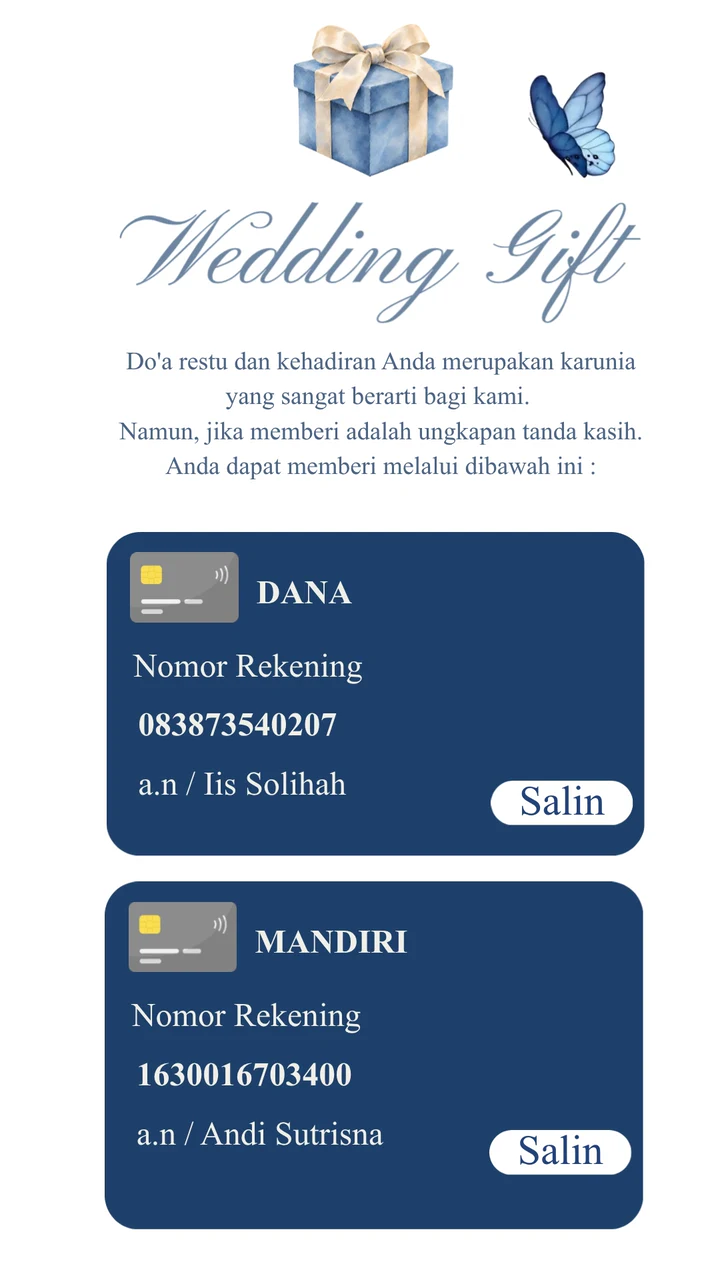 Wedding Gift
Do'a restu dan kehadiran Anda merupakan karunia
yang sangat berarti bagi kami.
Namun, jika memberi adalah ungkapan tanda kasih.
Anda dapat memberi melalui dibawah ini :
DANA
Nomor Rekening
083873540207
a.n / Iis Solihah
Salin
MANDIRI
Nomor Rekening
1630016703400
a.n / Andi Sutrisna
Salin